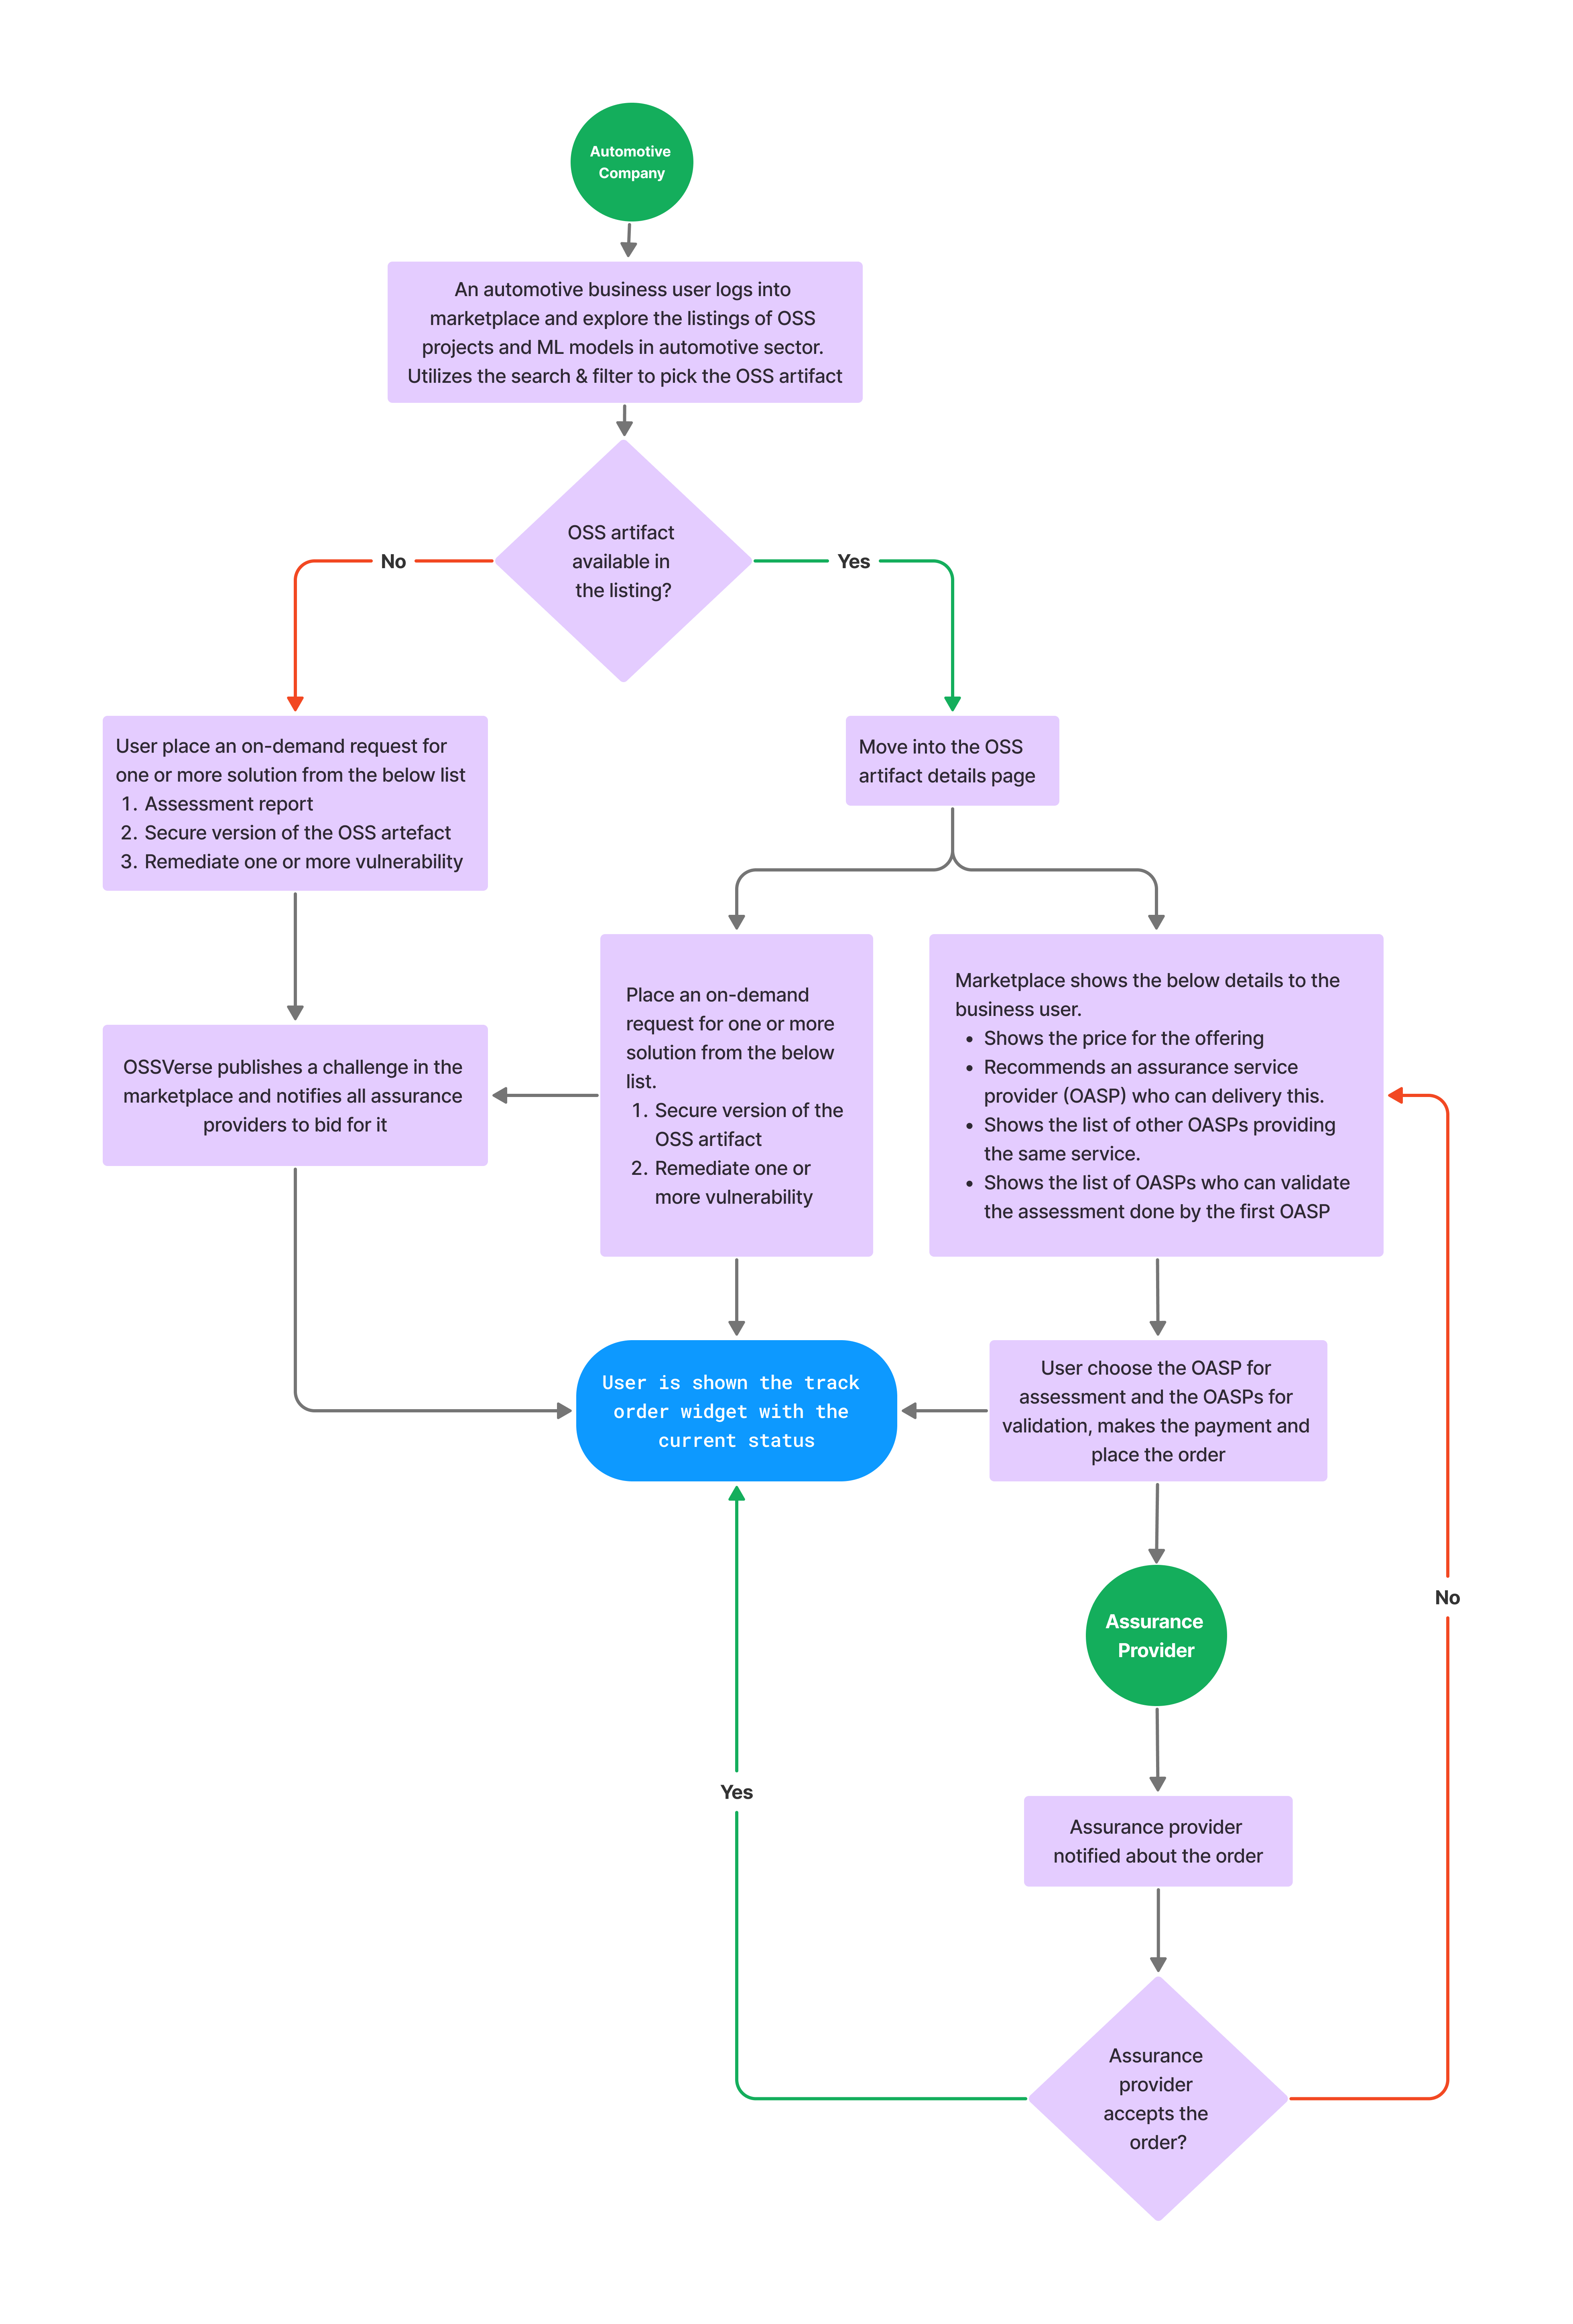 Automotive
Company
An automotive business user logs into
marketplace and explore the listings of OSS
projects and ML models in automotive sector.
Utilizes the search & filter to pick the OSS artifact
OSS artifact
available in
the listing?
No
Yes
User place an on-demand request for
one or more solution from the below list
1. Assessment report
2. Secure version of the OSS artefact
3. Remediate one or more vulnerability
Move into the OSS
artifact details page
OSSVerse publishes a challenge in the
marketplace and notifies all assurance
providers to bid for it
Place an on-demand
request for one or more
solution from the below
list.
1. Secure version of the
OSS artifact
2. Remediate one or
more vulnerability
Marketplace shows the below details to the
business user.
• Shows the price for the offering
• Recommends an assurance service
provider (OASP) who can delivery this.
• Shows the list of other OASPs providing
the same service.
• Shows the list of OASPs who can validate
the assessment done by the first OASP
User is shown the track
order widget with the
current status
User choose the OASP for
assessment and the OASPs for
validation, makes the payment and
place the order
Assurance
Provider
No
Yes
Assurance provider
notified about the order
Assurance
provider
accepts the
order?